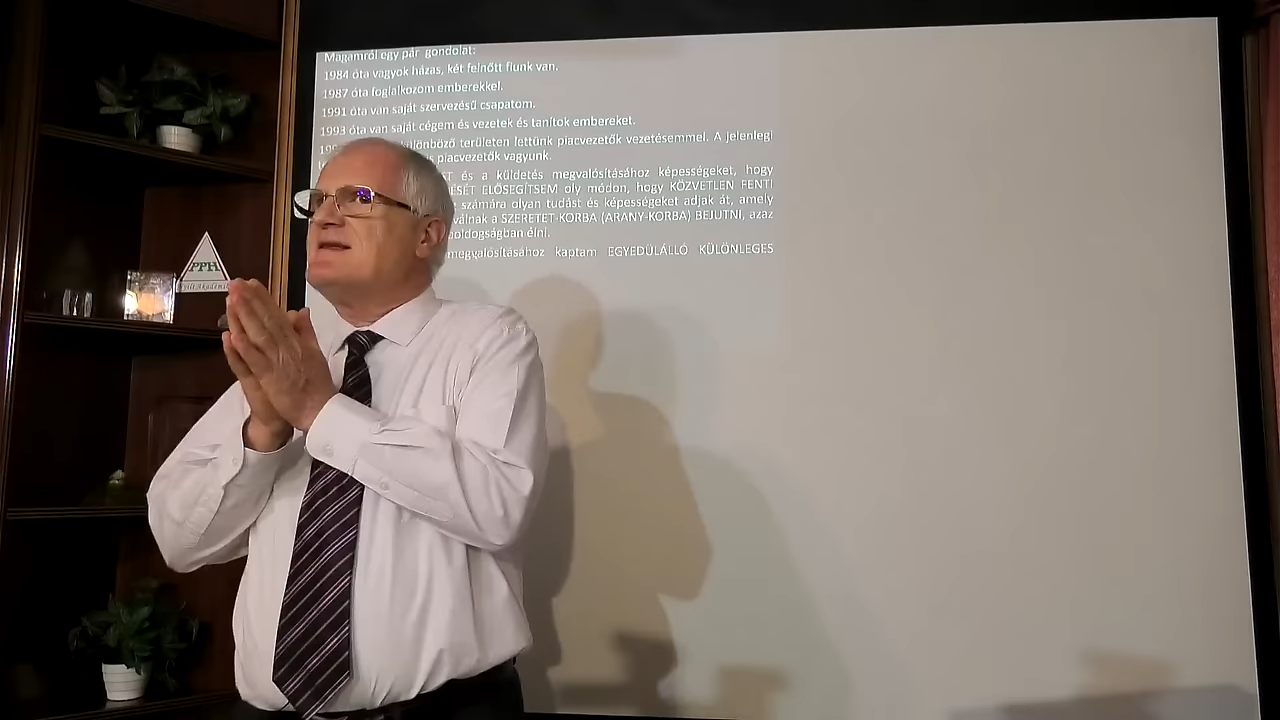 Magamról egy pár gondolat:
1984 óta vagyok házas, két felnőtt fiunk van.
1987 óta foglalkozom emberekkel.
1991 óta van saját szervezésű csapatom.
1993 óta van saját cégem és vezetek és tanítok embereket.
különböző területen lettünk piacvezetők vezetésemmel. A jelenlegi
is piacvezetők vagyunk.
és a küldetés megvalósításához képességeket, hogy
ELŐSEGÍTSEM oly módon, hogy KÖZVETLEN FENTI
számára olyan tudást és képességeket adjak át, amely
válnak a SZERETET-KORBA (ARANY-KORBA) BEJUTNI, azaz
boldogságban élni.
megvalósításához kaptam EGYEDÜLÁLLÓ KÜLÖNLEGES
PPH